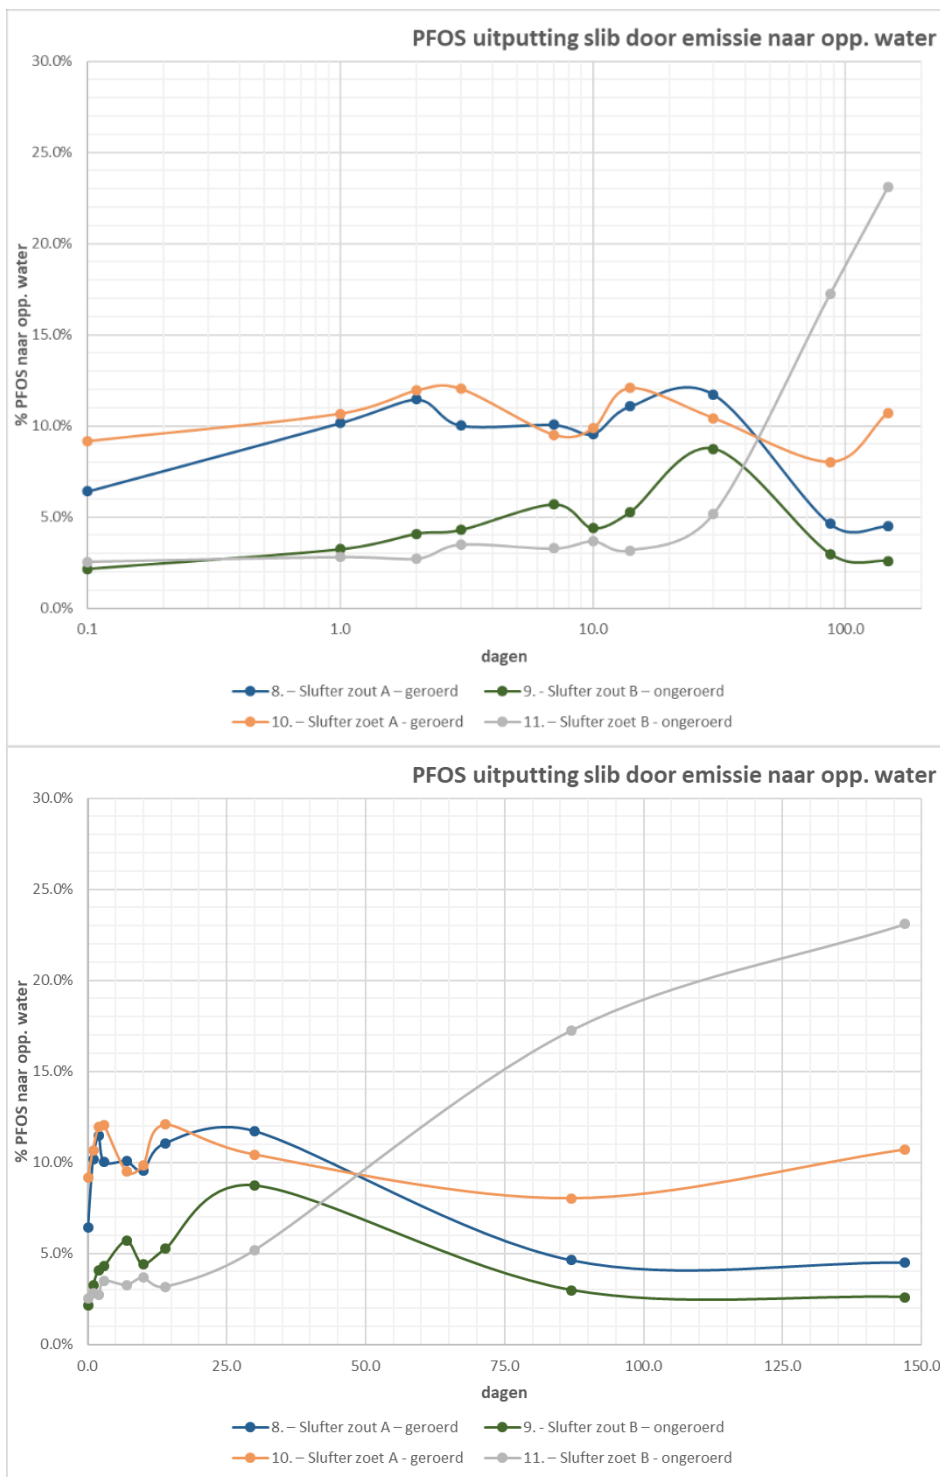 PFOS uitputting slib door emissie naar opp. water
30.0%
25.0%
20.0%
15.0%
10.0%
5.0%
0.0%
% PFOS naar opp. water
0.1 1.0 10.0 100.0
dagen
8. – Slufter zout A – geroerd 9. - Slufter zout B – ongeroerd
10. – Slufter zoet A - geroerd 11. – Slufter zoet B - ongeroerd
PFOS uitputting slib door emissie naar opp. water
30.0%
25.0%
20.0%
15.0%
10.0%
5.0%
0.0%
% PFOS naar opp. water
0.0 25.0 50.0 75.0 100.0 125.0 150.0
dagen
8. – Slufter zout A – geroerd 9. - Slufter zout B – ongeroerd
10. – Slufter zoet A - geroerd 11. – Slufter zoet B - ongeroerd